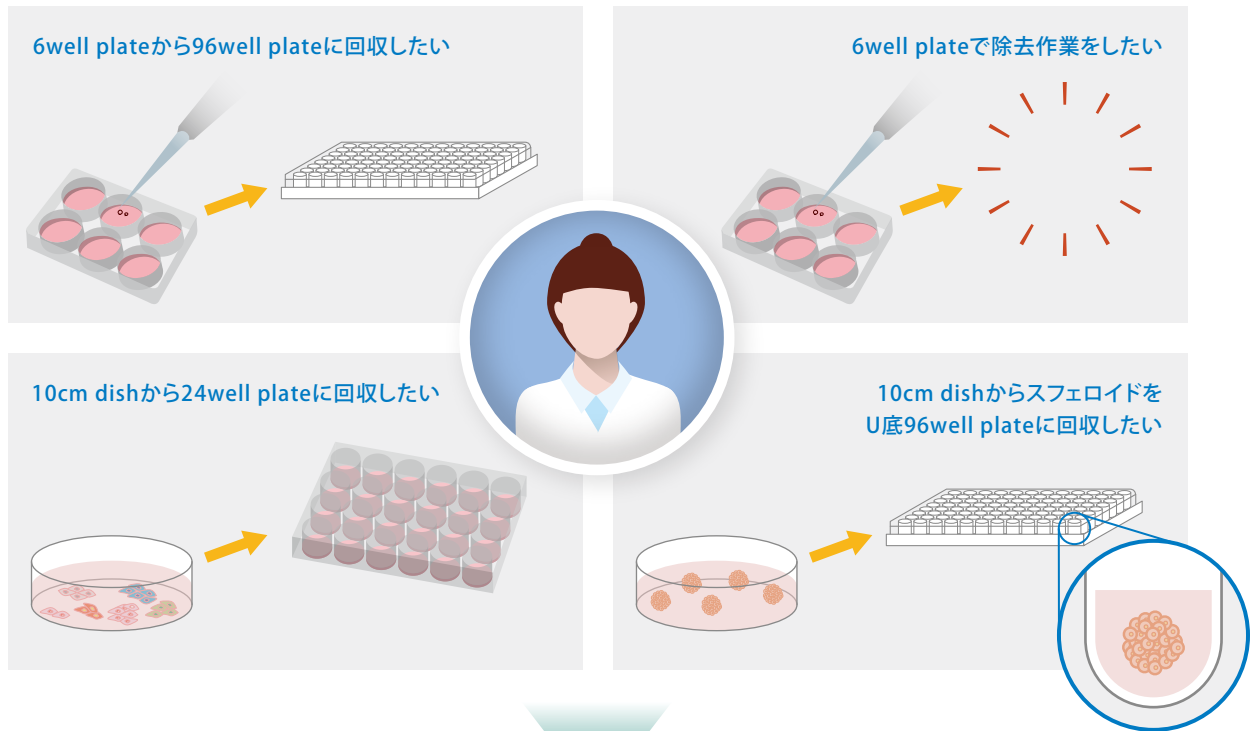 6well plateから96well plateに回収したい
6well plateで除去作業をしたい
10cm dishから24well plateに回収したい
10cm dishからスフェロイドを
U底96well plateに回収したい